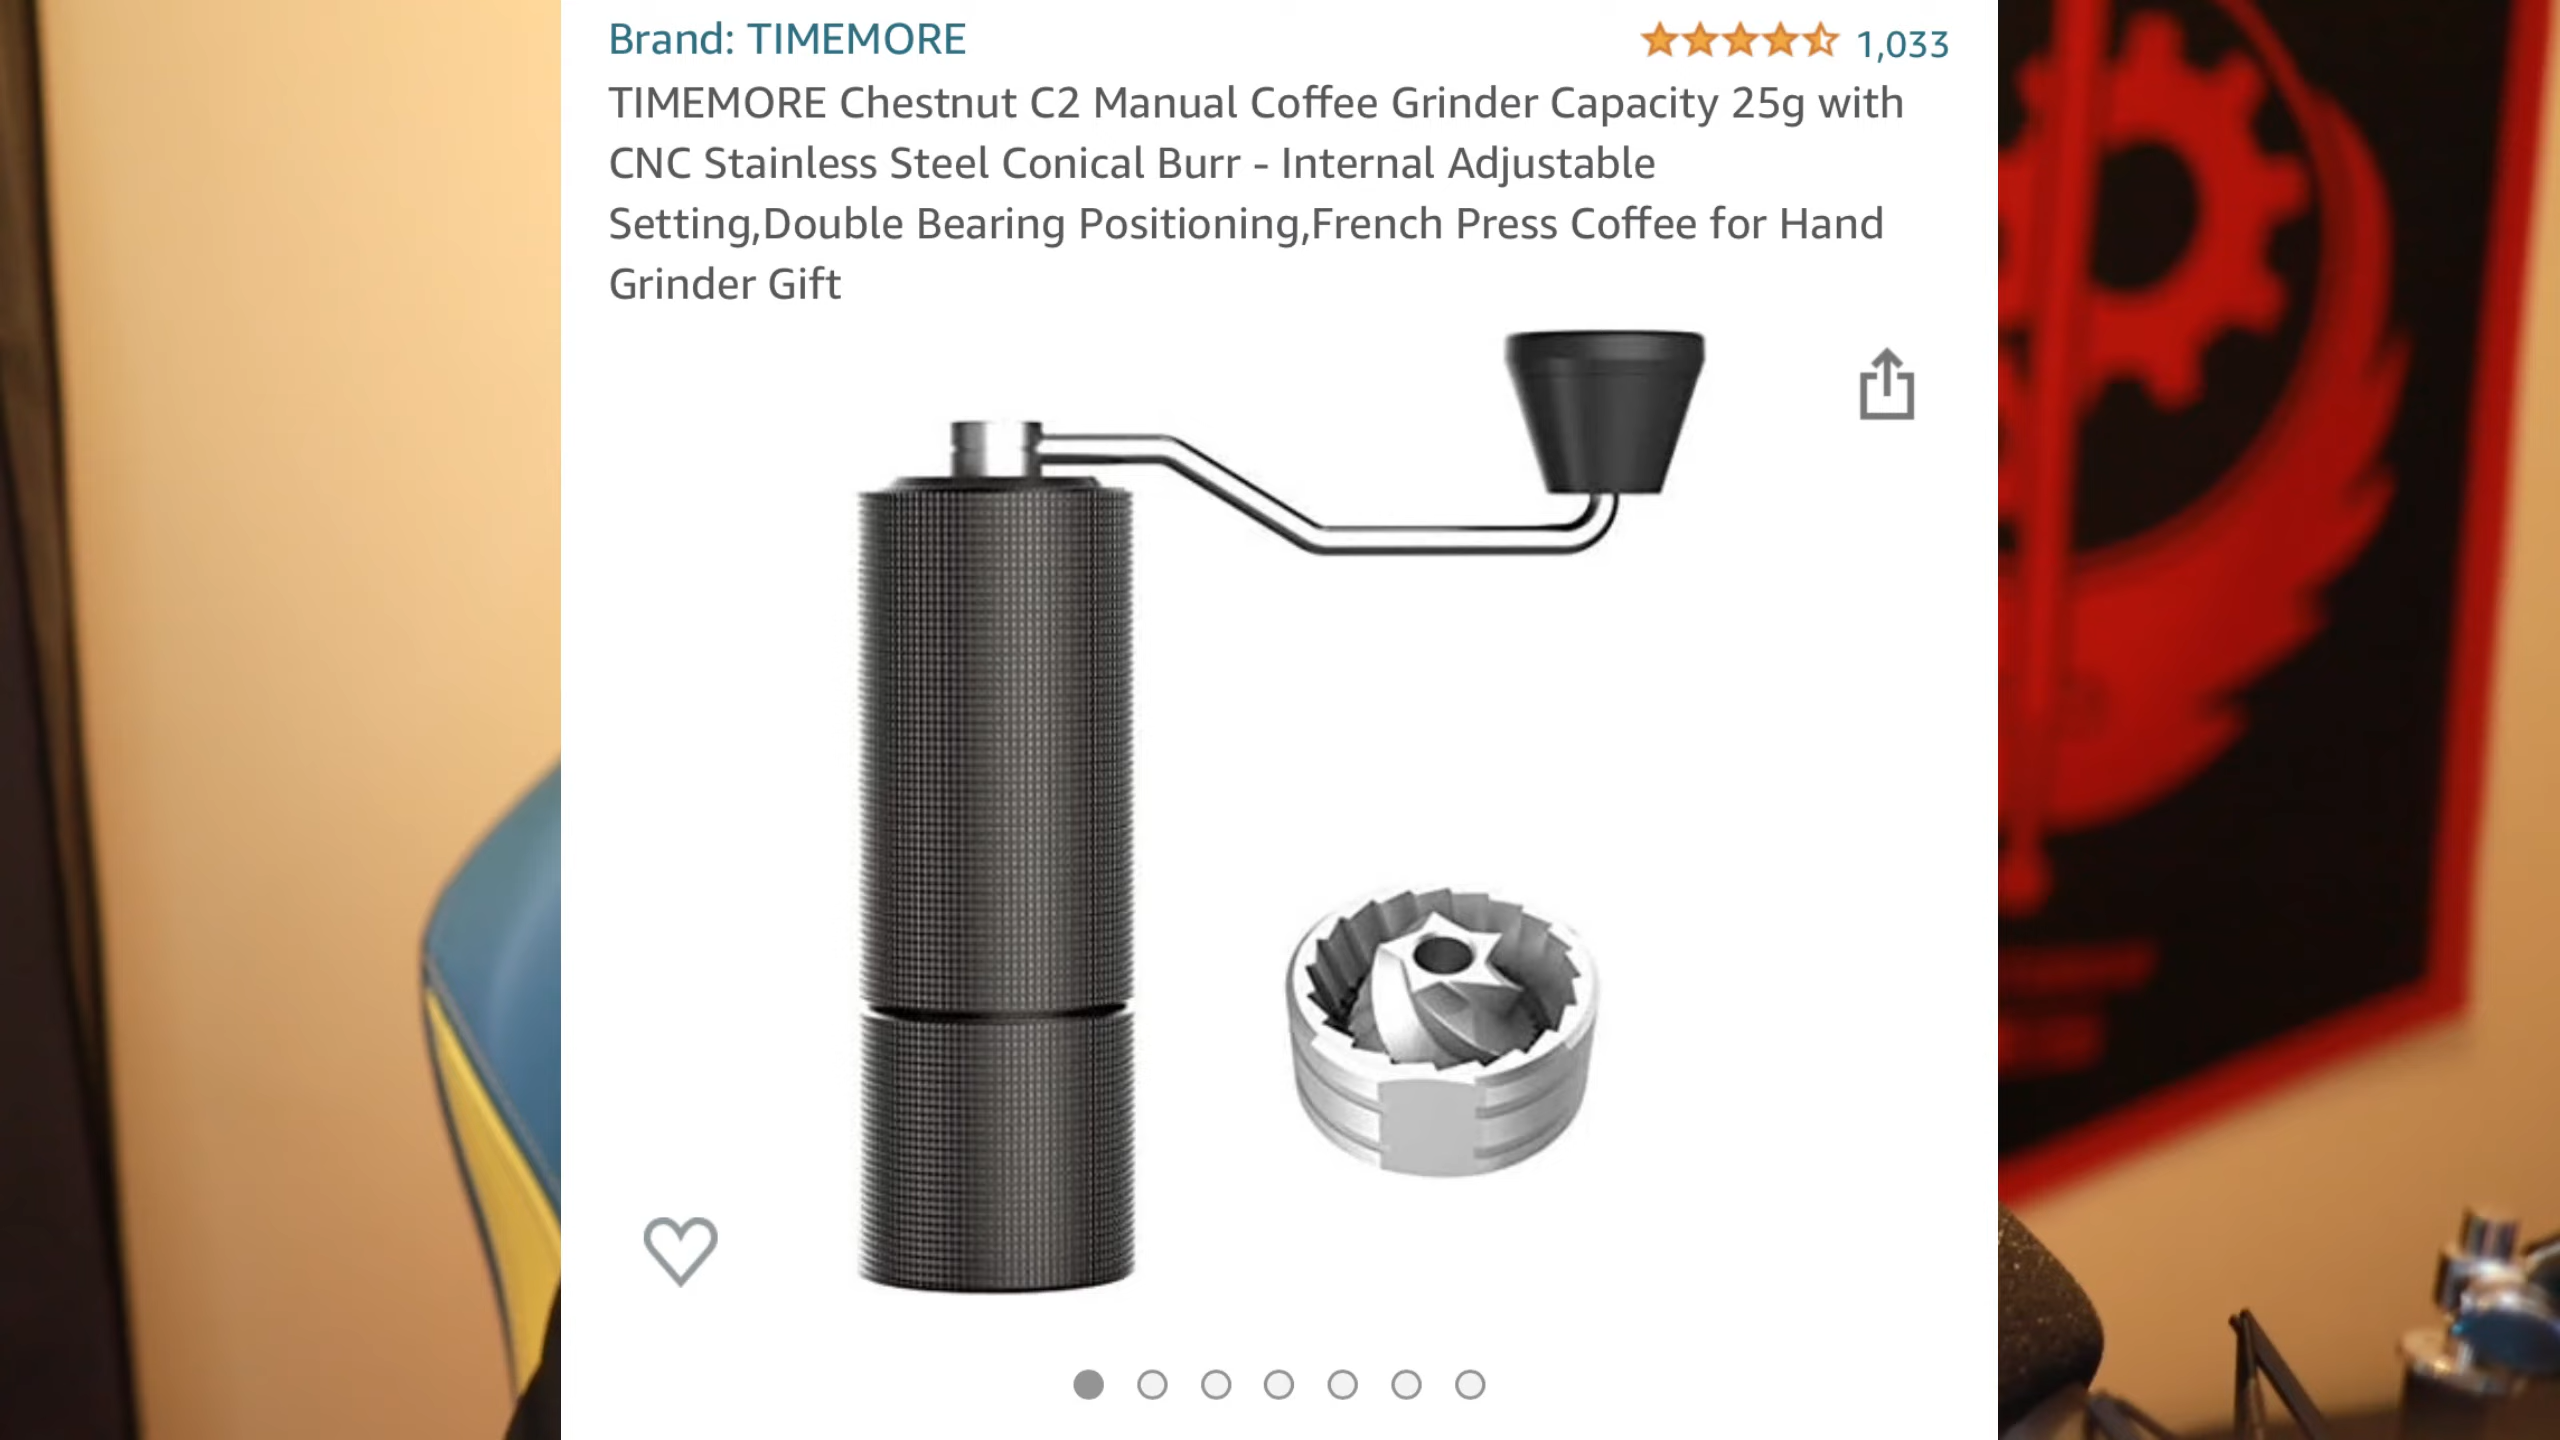 Brand: TIMEMORE
1,033
TIMEMORE Chestnut C2 Manual Coffee Grinder Capacity 25g with
CNC Stainless Steel Conical Burr - Internal Adjustable
Setting,Double Bearing Positioning,French Press Coffee for Hand
Grinder Gift